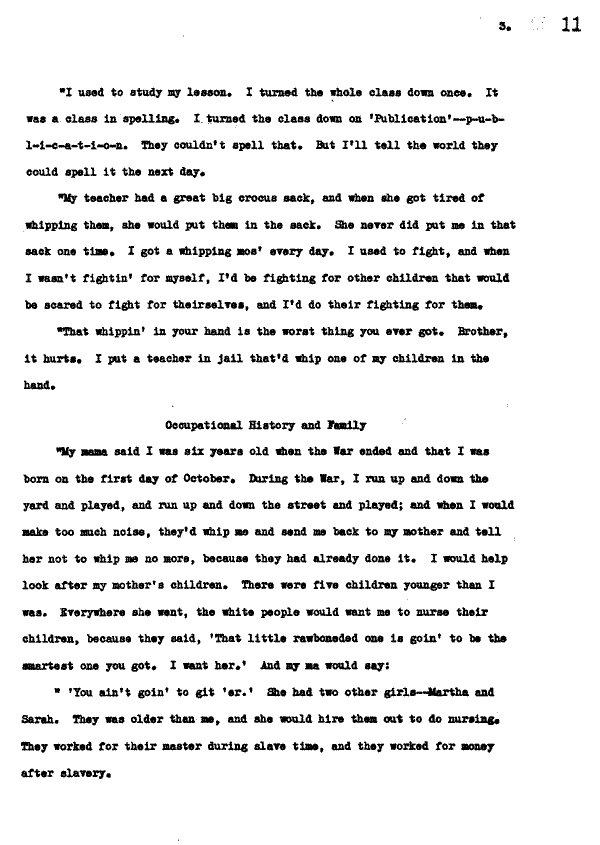 3. 11
"I used to study my lesson. I turned the whole class down once. It
was a class in spelling. I turned the class down on 'Publication'--p-u-b-
l-i-c-a-t-i-o-n. They couldn't spell that. But I'll tell the world they
could spell it the next day.
"My teacher had a great big crocus sack, and when she got tired of
whipping them, she would put them in the sack. She never did put me in that
sack one time. I got a whipping mos' every day. I used to fight, and when
I wasn't fightin' for myself, I'd be fighting for other children that would
be scared to fight for theirselves, and I'd do their fighting for them.
"That whippin' in your hand is the worst thing you ever got. Brother,
it hurts. I put a teacher in jail that'd whip one of my children in the
hand.
Occupational History and Family
"My mama said I was six years old when the War ended and that I was
born on the first day of October. During the War, I run up and down the
yard and played, and run up and down the street and played; and when I would
make too much noise, they'd whip me and send me back to my mother and tell
her not to whip me no more, because they had already done it. I would help
look after my mother's children. There were five children younger than I
was. Everywhere she went, the white people would want me to nurse their
children, because they said, 'That little rawboneded one is goin' to be the
smartest one you got. I want her.' And my ma would say:
" 'You ain't goin' to git 'er.' She had two other girls--Martha and
Sarah. They was older than me, and she would hire them out to do nursing.
They worked for their master during slave time, and they worked for money
after slavery.